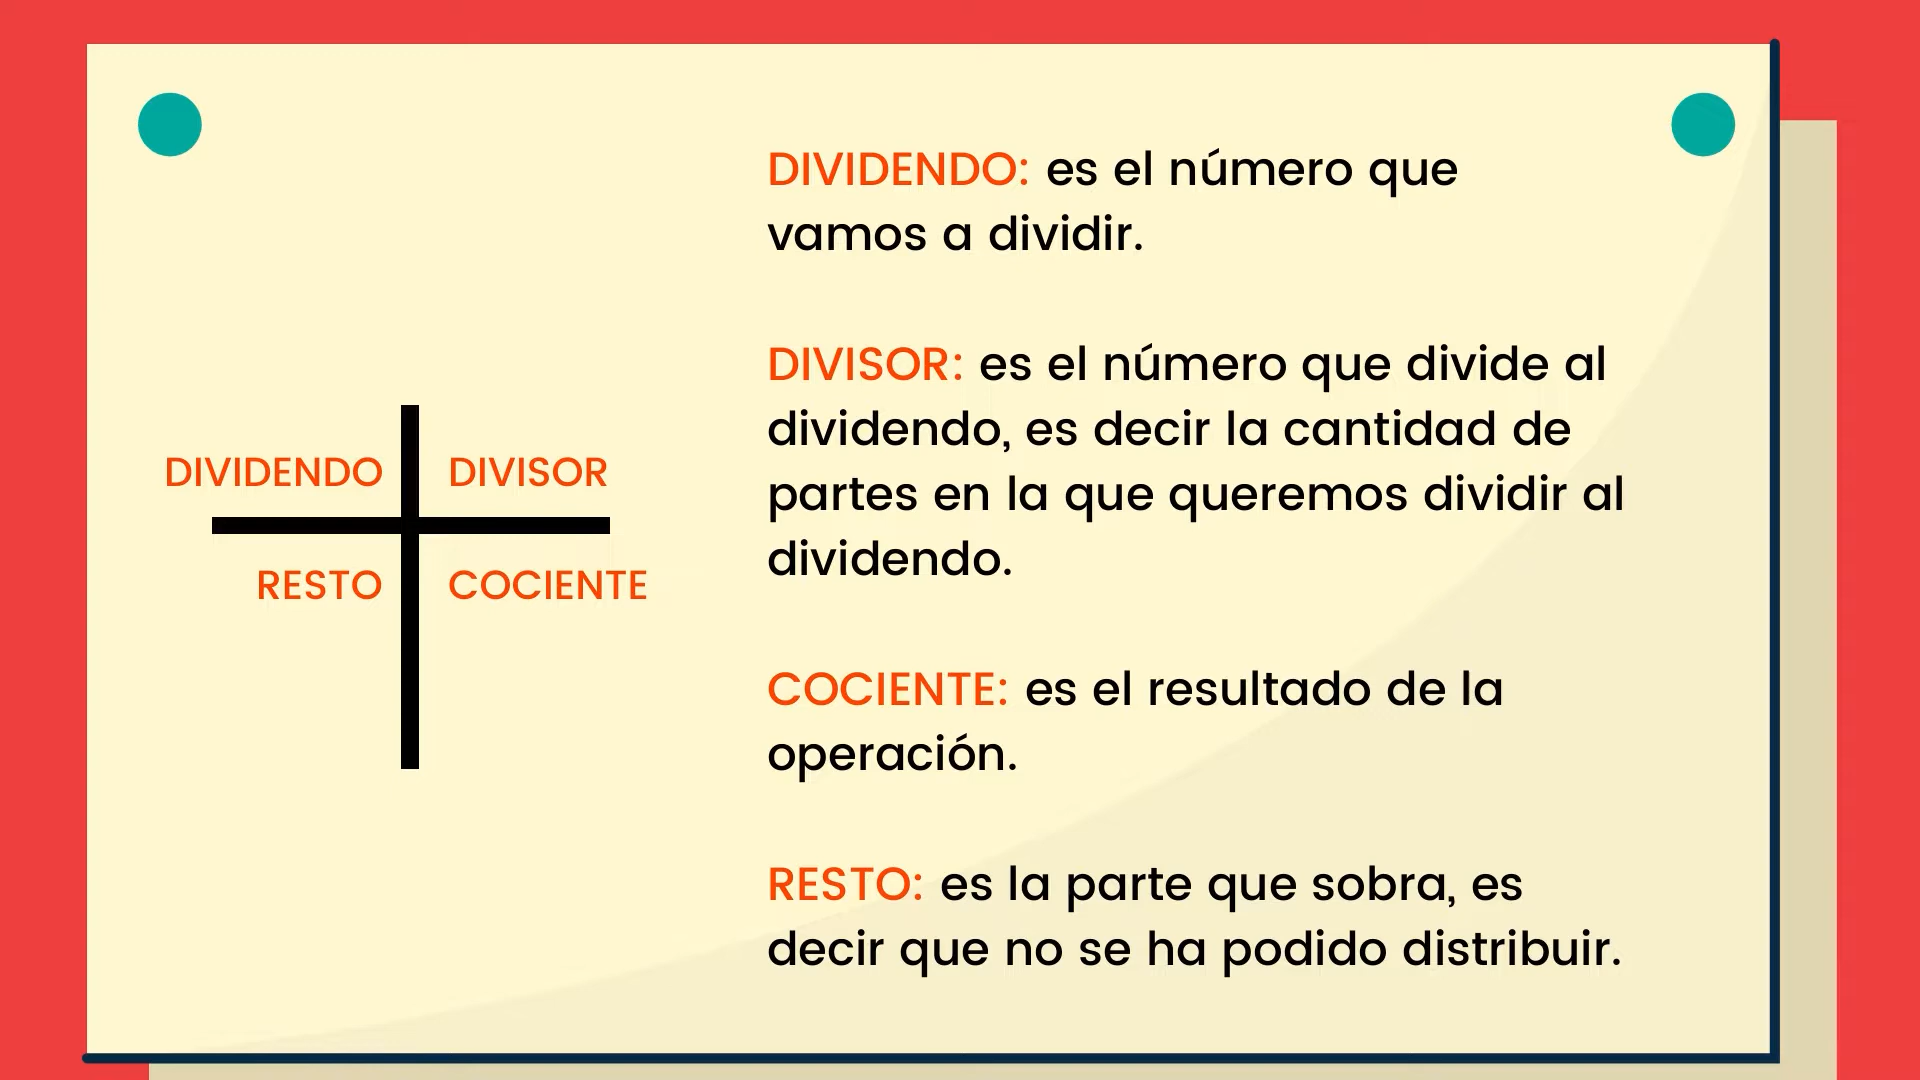 DIVIDENDO
DIVISOR
RESTO
COCIENTE
DIVIDENDO: es el número que
vamos a dividir.
DIVISOR: es el número que divide al
dividendo, es decir la cantidad de
partes en la que queremos dividir al
dividendo.
COCIENTE: es el resultado de la
operación.
RESTO: es la parte que sobra, es
decir que no se ha podido distribuir.